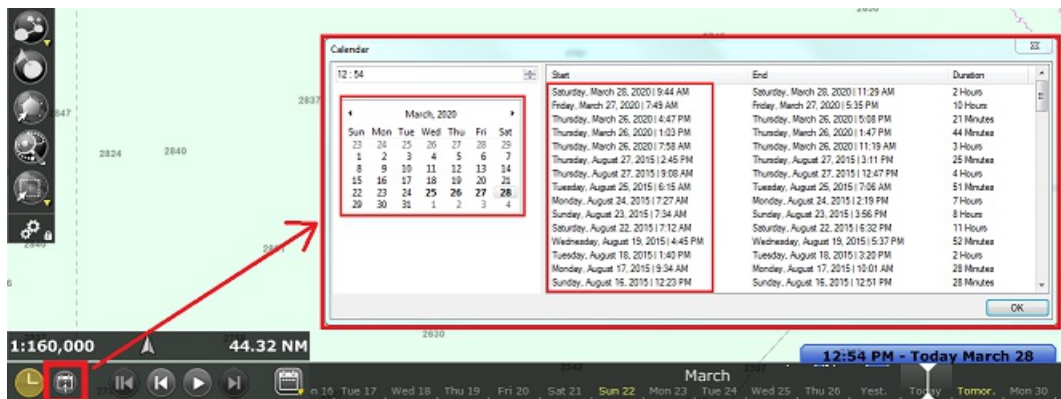 2837
2847
2824
2840
Calendar
12 : 54
March, 2020
Sun Mon Tue Wed Thu Fri Sat
23 24 25 26 27 28 29
1 2 3 4 5 6 7
8 9 10 11 12 13 14
15 16 17 18 19 20 21
22 23 24 25 26 27 28
29 30 31 1 2 3 4
Start End Duration
Saturday, March 28, 2020 | 9:44 AM Saturday, March 28, 2020 | 11:29 AM 2 Hours
Friday, March 27, 2020 | 7:49 AM Friday, March 27, 2020 | 5:35 PM 10 Hours
Thursday, March 26, 2020 | 4:47 PM Thursday, March 26, 2020 | 5:08 PM 21 Minutes
Thursday, March 26, 2020 | 1:03 PM Thursday, March 26, 2020 | 1:47 PM 44 Minutes
Thursday, March 26, 2020 | 7:58 AM Thursday, March 26, 2020 | 11:19 AM 3 Hours
Thursday, August 27, 2015 | 2:45 PM Thursday, August 27, 2015 | 3:11 PM 25 Minutes
Thursday, August 27, 2015 | 9:08 AM Thursday, August 27, 2015 | 12:47 PM 4 Hours
Tuesday, August 25, 2015 | 6:15 AM Tuesday, August 25, 2015 | 7:06 AM 51 Minutes
Monday, August 24, 2015 | 7:27 AM Monday, August 24, 2015 | 2:19 PM 7 Hours
Sunday, August 23, 2015 | 7:34 AM Sunday, August 23, 2015 | 3:56 PM 8 Hours
Saturday, August 22, 2015 | 7:12 AM Saturday, August 22, 2015 | 6:32 PM 11 Hours
Wednesday, August 19, 2015 | 4:45 PM Wednesday, August 19, 2015 | 5:37 PM 52 Minutes
Tuesday, August 18, 2015 | 1:40 PM Tuesday, August 18, 2015 | 3:20 PM 2 Hours
Monday, August 17, 2015 | 9:34 AM Monday, August 17, 2015 | 10:01 AM 28 Minutes
Sunday, August 16, 2015 | 12:23 PM Sunday, August 16, 2015 | 12:51 PM 28 Minutes
OK
2830
1:160,000 44.32 NM
12:54 PM - Today March 28
March
n 16 Tue 17 Wed 18 Thu 19 Fri 20 Sat 21 Sun 22 Mon 23 Tue 24 Wed 25 Thu 26 Yest. Today Tomor. Mon 30